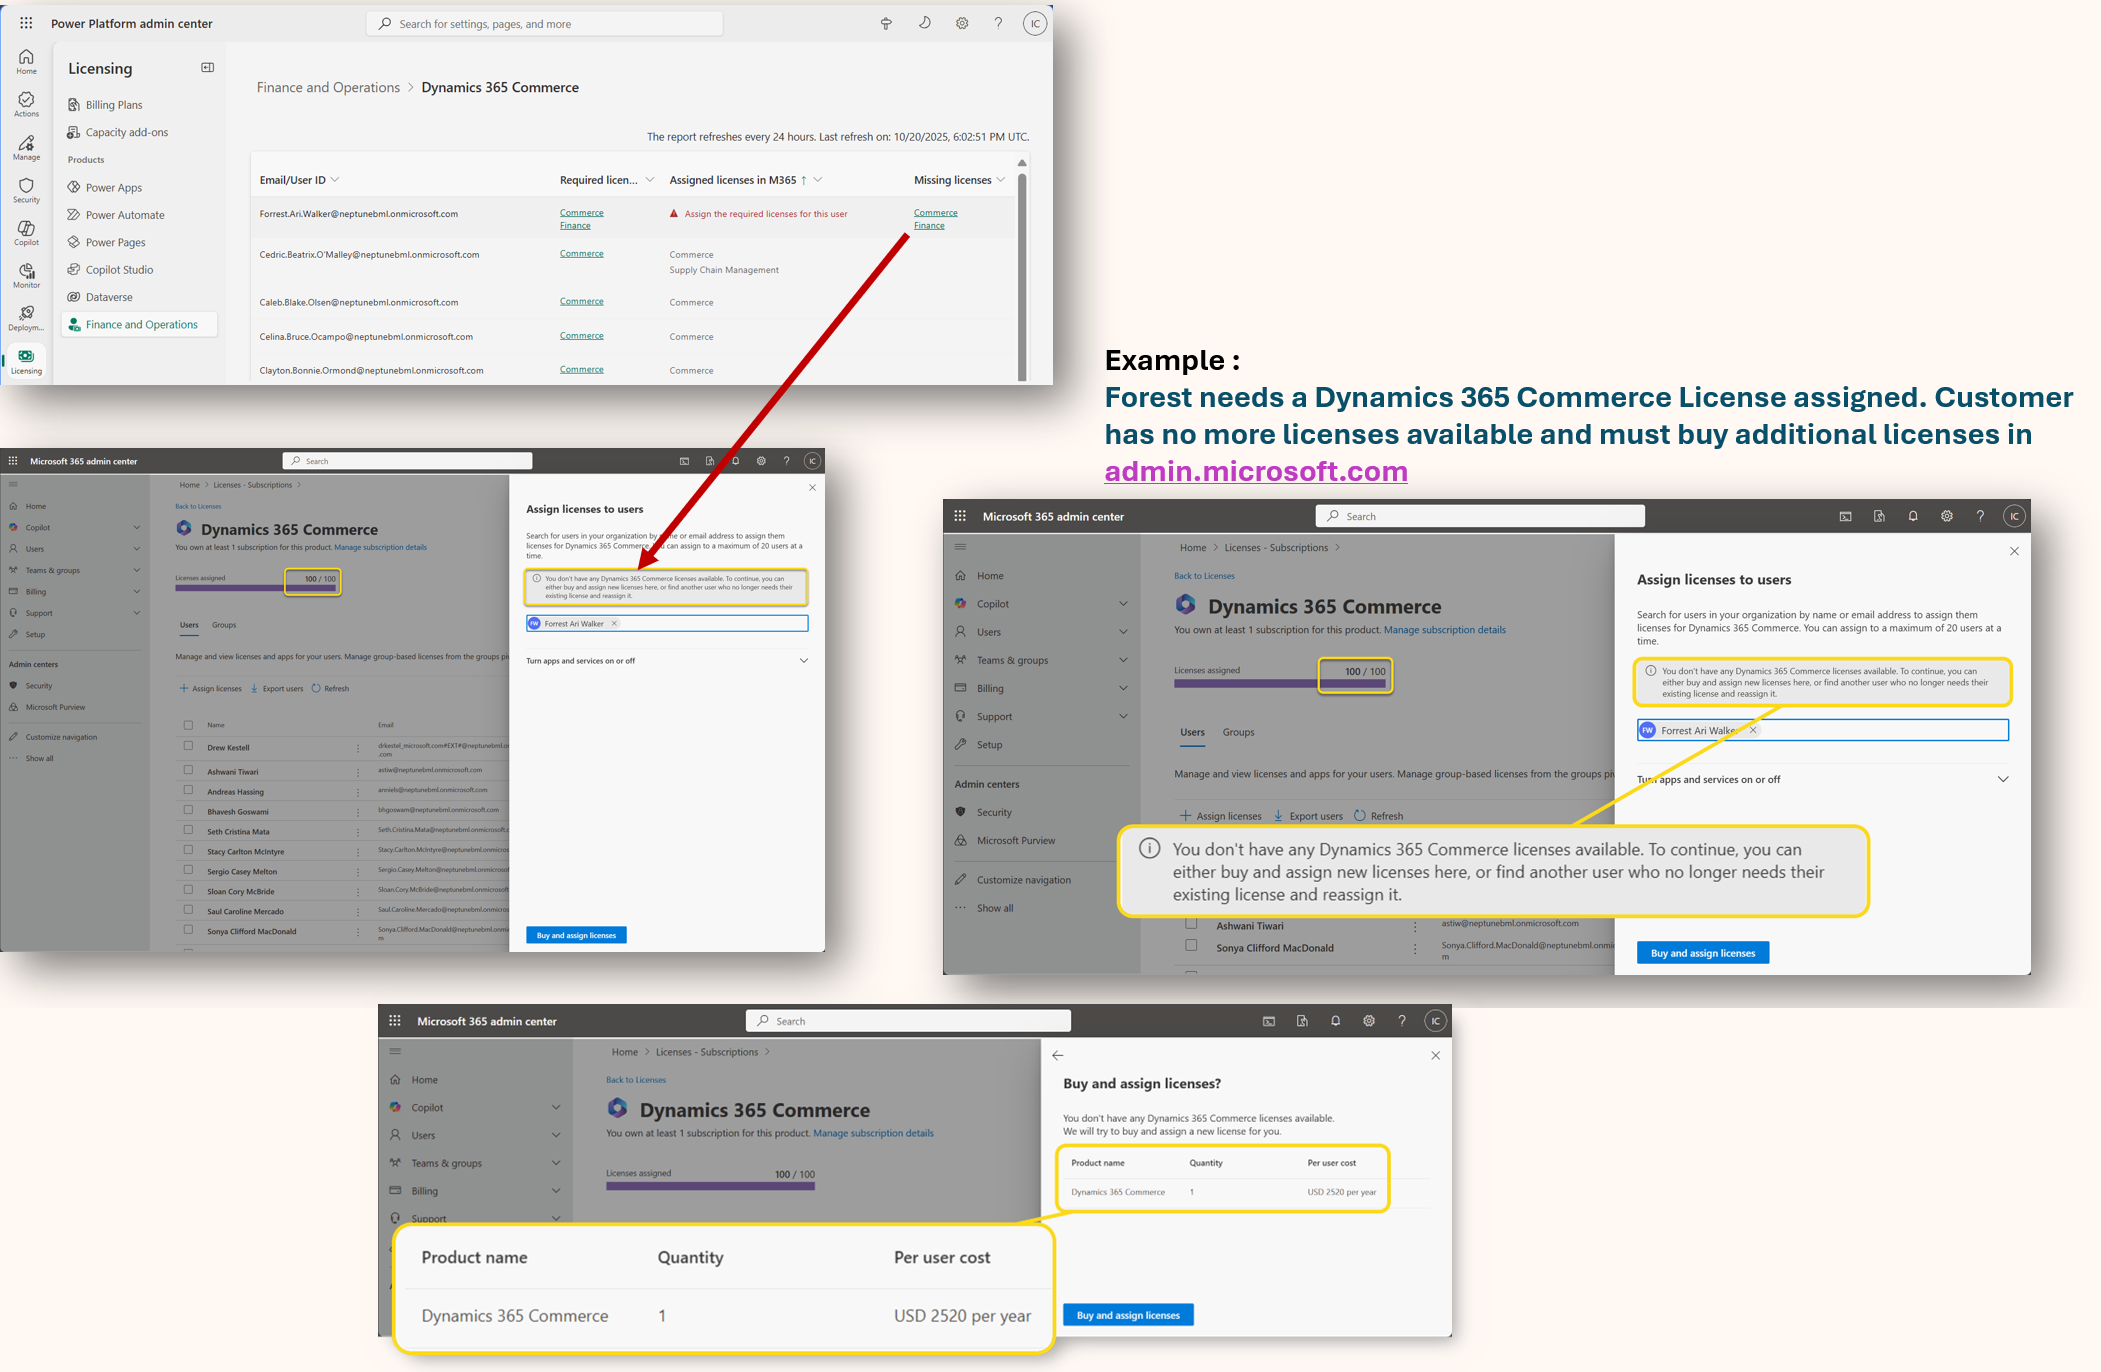 Power Platform admin center
Search for settings, pages, and more
IC
Home
Actions
Manage
Security
Copilot
Monitor
Deploym...
Licensing
Licensing
Billing Plans
Capacity add-ons
Products
Power Apps
Power Automate
Power Pages
Copilot Studio
Dataverse
Finance and Operations
Finance and Operations > Dynamics 365 Commerce
The report refreshes every 24 hours. Last refresh on: 10/20/2025, 6:02:51 PM UTC.
Email/User ID Required licen... Assigned licenses in M365 ↑ Missing licenses
Forrest.Ari.Walker@neptunebml.onmicrosoft.com Commerce Assign the required licenses for this user Commerce
Finance Finance
Cedric.Beatrix.O'Malley@neptunebml.onmicrosoft.com Commerce Commerce
Supply Chain Management
Caleb.Blake.Olsen@neptunebml.onmicrosoft.com Commerce Commerce
Celina.Bruce.Ocampo@neptunebml.onmicrosoft.com Commerce Commerce
Clayton.Bonnie.Ormond@neptunebml.onmicrosoft.com Commerce Commerce
Example :
Forest needs a Dynamics 365 Commerce License assigned. Customer
has no more licenses available and must buy additional licenses in
admin.microsoft.com
Microsoft 365 admin center
Search
IC
Home
Copilot
Users
Teams & groups
Billing
Support
Setup
Admin centers
Security
Microsoft Purview
Customize navigation
Show all
Home > Licenses - Subscriptions >
Back to Licenses
Dynamics 365 Commerce
You own at least 1 subscription for this product. Manage subscription details
Licenses assigned 100 / 100
Users Groups
Manage and view licenses and apps for your users. Manage group-based licenses from the groups
Assign licenses Export users Refresh
Name Email
Drew Kestell drkestel_microsoft.com#EXT#@neptunebml.on
.com
Ashwani Tiwari astiw@neptunebml.onmicrosoft.com
Andreas Hassing anniels@neptunebml.onmicrosoft.com
Bhavesh Goswami bhgoswam@neptunebml.onmicrosoft.com
Seth Cristina Mata Seth.Cristina.Mata@neptunebml.onmicrosoft.c
Stacy Carlton McIntyre Stacy.Carlton.McIntyre@neptunebml.onmicros
Sergio Casey Melton Sergio.Casey.Melton@neptunebml.onmicrosoft
Sloan Cory McBride Sloan.Cory.McBride@neptunebml.onmicrosoft
Saul Caroline Mercado Saul.Caroline.Mercado@neptunebml.onmicros
Sonya Clifford MacDonald Sonya.Clifford.MacDonald@neptunebml.onmi
m
Assign licenses to users
Search for users in your organization by name or email address to assign them
licenses for Dynamics 365 Commerce. You can assign to a maximum of 20 users at a
time.
You don't have any Dynamics 365 Commerce licenses available. To continue, you can
either buy and assign new licenses here, or find another user who no longer needs their
existing license and reassign it.
FW Forrest Ari Walker
Turn apps and services on or off
Buy and assign licenses
Microsoft 365 admin center
Search
IC
Home
Copilot
Users
Teams & groups
Billing
Support
Setup
Admin centers
Security
Microsoft Purview
Customize navigation
Show all
Home > Licenses - Subscriptions >
Back to Licenses
Dynamics 365 Commerce
You own at least 1 subscription for this product. Manage subscription details
Licenses assigned 100 / 100
Users Groups
Manage and view licenses and apps for your users. Manage group-based licenses from the groups
Assign licenses Export users Refresh
Ashwani Tiwari astiw@neptunebml.onmicrosoft.com
Sonya Clifford MacDonald Sonya.Clifford.MacDonald@neptunebml.onmi
m
Assign licenses to users
Search for users in your organization by name or email address to assign them
licenses for Dynamics 365 Commerce. You can assign to a maximum of 20 users at a
time.
You don't have any Dynamics 365 Commerce licenses available. To continue, you can
either buy and assign new licenses here, or find another user who no longer needs their
existing license and reassign it.
FW Forrest Ari Walker
Turn apps and services on or off
You don't have any Dynamics 365 Commerce licenses available. To continue, you can
either buy and assign new licenses here, or find another user who no longer needs their
existing license and reassign it.
Buy and assign licenses
Microsoft 365 admin center
Search
IC
Home
Copilot
Users
Teams & groups
Billing
Support
Home > Licenses - Subscriptions >
Back to Licenses
Dynamics 365 Commerce
You own at least 1 subscription for this product. Manage subscription details
Licenses assigned 100 / 100
Buy and assign licenses?
You don't have any Dynamics 365 Commerce licenses available.
We will try to buy and assign a new license for you.
Product name Quantity Per user cost
Dynamics 365 Commerce 1 USD 2520 per year
Product name Quantity Per user cost
Dynamics 365 Commerce 1 USD 2520 per year
Buy and assign licenses